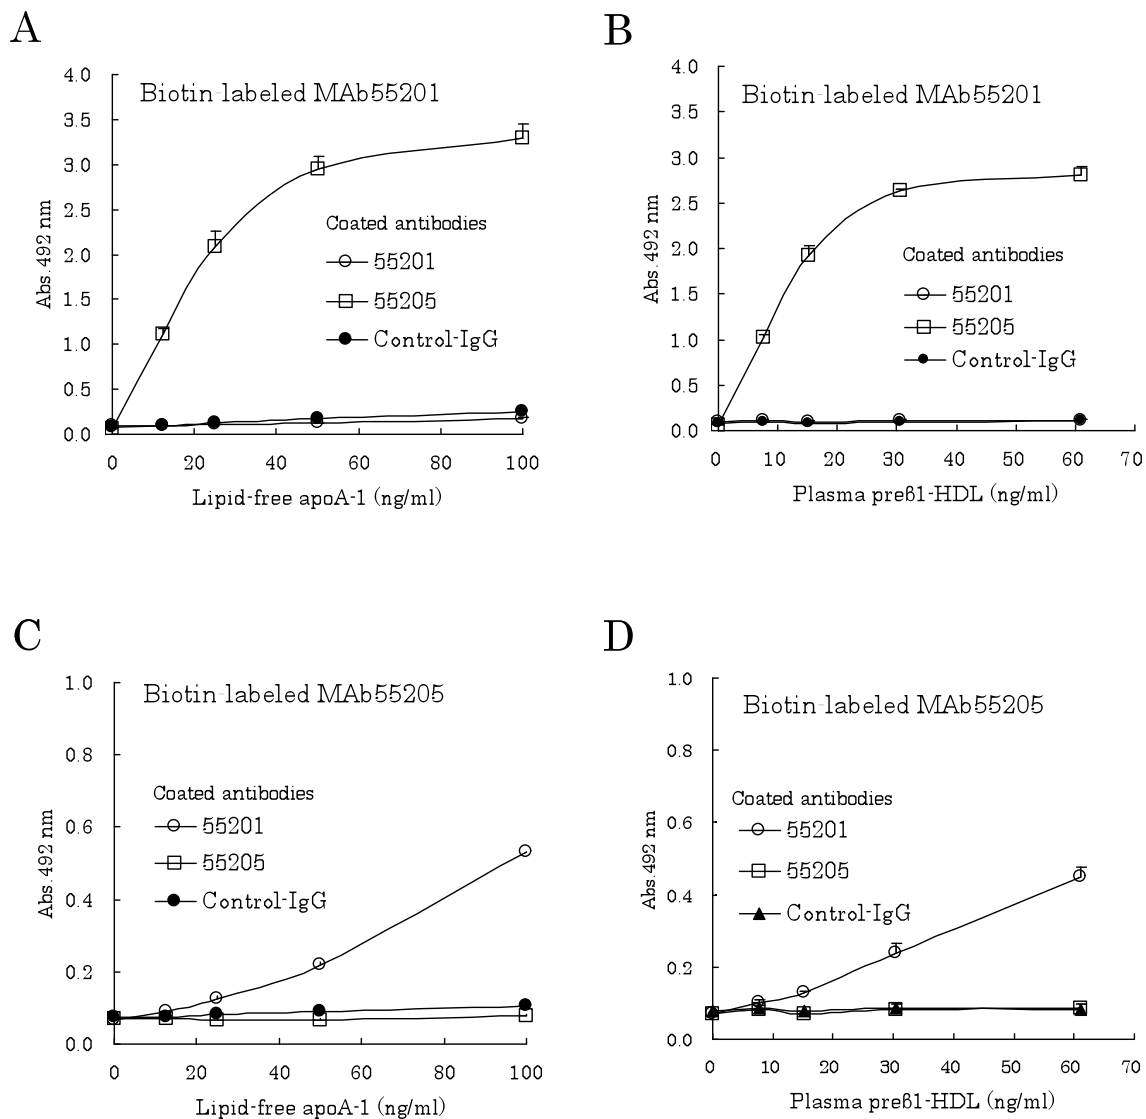 A
Biotin-labeled MAb55201
4.0
3.5
3.0
2.5
2.0
1.5
1.0
0.5
0.0
Abs.492 nm
Coated antibodies
55201
55205
Control-IgG
0 20 40 60 80 100
Lipid-free apoA-1 (ng/ml)
B
Biotin-labeled MAb55201
4.0
3.5
3.0
2.5
2.0
1.5
1.0
0.5
0.0
Abs.492 nm
Coated antibodies
55201
55205
Control-IgG
0 10 20 30 40 50 60 70
Plasma preβ1-HDL (ng/ml)
C
Biotin-labeled MAb55205
1.0
0.8
0.6
0.4
0.2
0.0
Abs.492 nm
Coated antibodies
55201
55205
Control-IgG
0 20 40 60 80 100
Lipid-free apoA-1 (ng/ml)
D
Biotin-labeled MAb55205
1.0
0.8
0.6
0.4
0.2
0.0
Abs.492 nm
Coated antibodies
55201
55205
Control-IgG
0 10 20 30 40 50 60 70
Plasma preβ1-HDL (ng/ml)